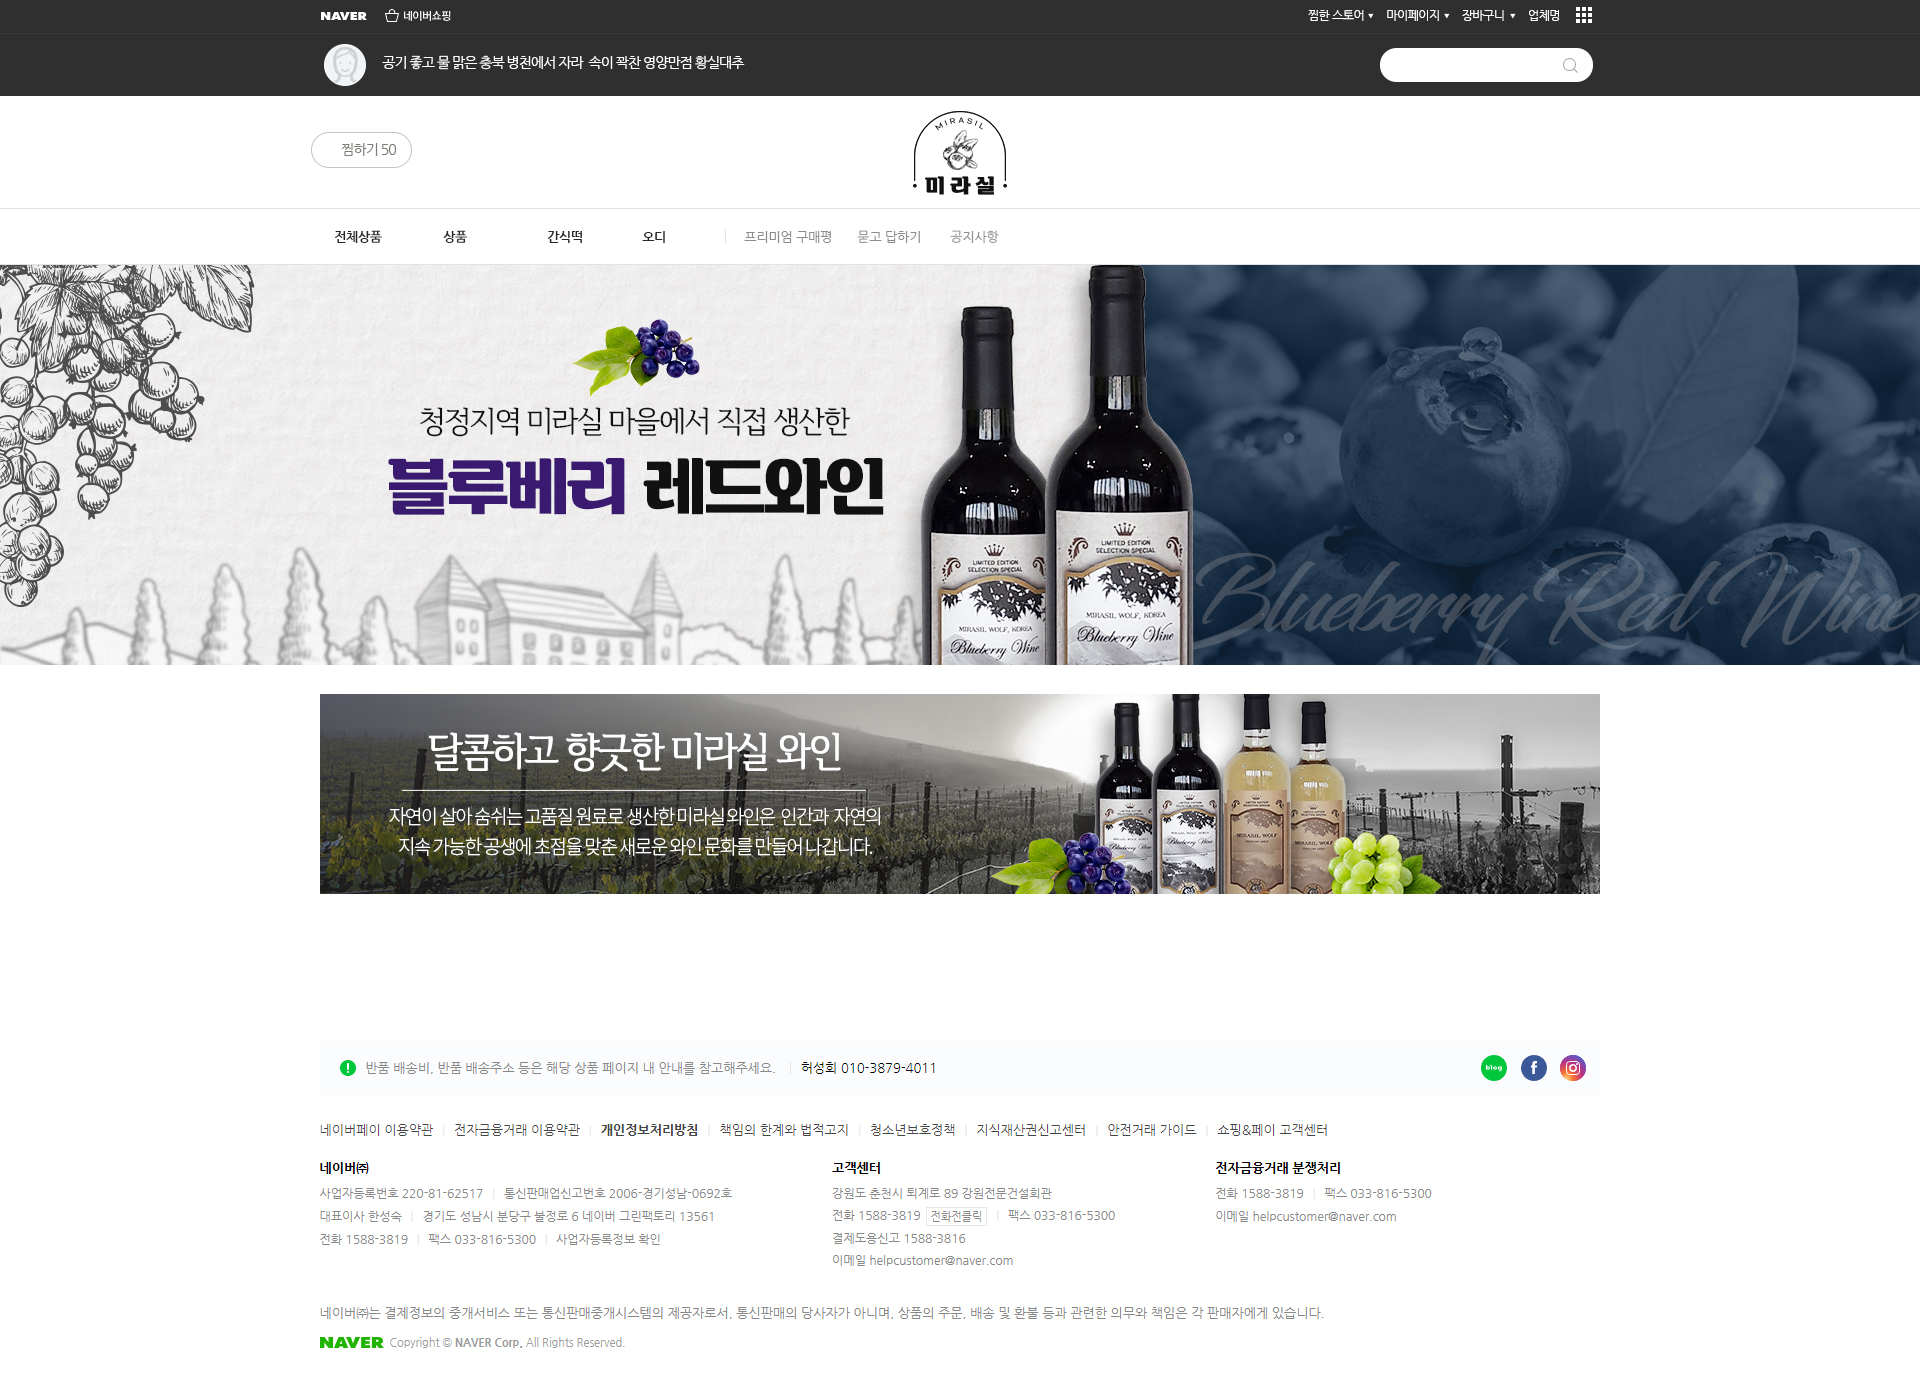 NAVER 네이버쇼핑 찜한 스토어 ▼ 마이페이지 ▼ 장바구니 ▼ 업체명
공기 좋고 물 맑은 충북 병천에서 자라 속이 꽉찬 영양만점 황실대추
찜하기 50
MIRASIL
미라실
전체상품 상품 간식떡 오디 프리미엄 구매평 묻고 답하기 공지사항
청정지역 미라실 마을에서 직접 생산한
블루베리 레드와인
LIMITED EDITION
SELECTION SPECIAL
MIRASIL WOLF, KOREA
Blueberry Wine
LIMITED EDITION
SELECTION SPECIAL
MIRASIL WOLF, KOREA
Blueberry Wine
Blueberry Red Wine
달콤하고 향긋한 미라실 와인
자연이 살아 숨쉬는 고품질 원료로 생산한 미라실 와인은 인간과 자연의
지속 가능한 공생에 초점을 맞춘 새로운 와인 문화를 만들어 나갑니다.
MIRASIL WOLF
MIRASIL WOLF
반품 배송비, 반품 배송주소 등은 해당 상품 페이지 내 안내를 참고해주세요. 허성회 010-3879-4011
blog f
네이버페이 이용약관 전자금융거래 이용약관 개인정보처리방침 책임의 한계와 법적고지 청소년보호정책 지식재산권신고센터 안전거래 가이드 쇼핑&페이 고객센터
네이버㈜
사업자등록번호 220-81-62517 통신판매업신고번호 2006-경기성남-0692호
대표이사 한성숙 경기도 성남시 분당구 불정로 6 네이버 그린팩토리 13561
전화 1588-3819 팩스 033-816-5300 사업자등록정보 확인
고객센터
강원도 춘천시 퇴계로 89 강원전문건설회관
전화 1588-3819 전화전클릭 팩스 033-816-5300
결제도용신고 1588-3816
이메일 helpcustomer@naver.com
전자금융거래 분쟁처리
전화 1588-3819 팩스 033-816-5300
이메일 helpcustomer@naver.com
네이버㈜는 결제정보의 중개서비스 또는 통신판매중개시스템의 제공자로서, 통신판매의 당사자가 아니며, 상품의 주문, 배송 및 환불 등과 관련한 의무와 책임은 각 판매자에게 있습니다.
NAVER Copyright © NAVER Corp. All Rights Reserved.